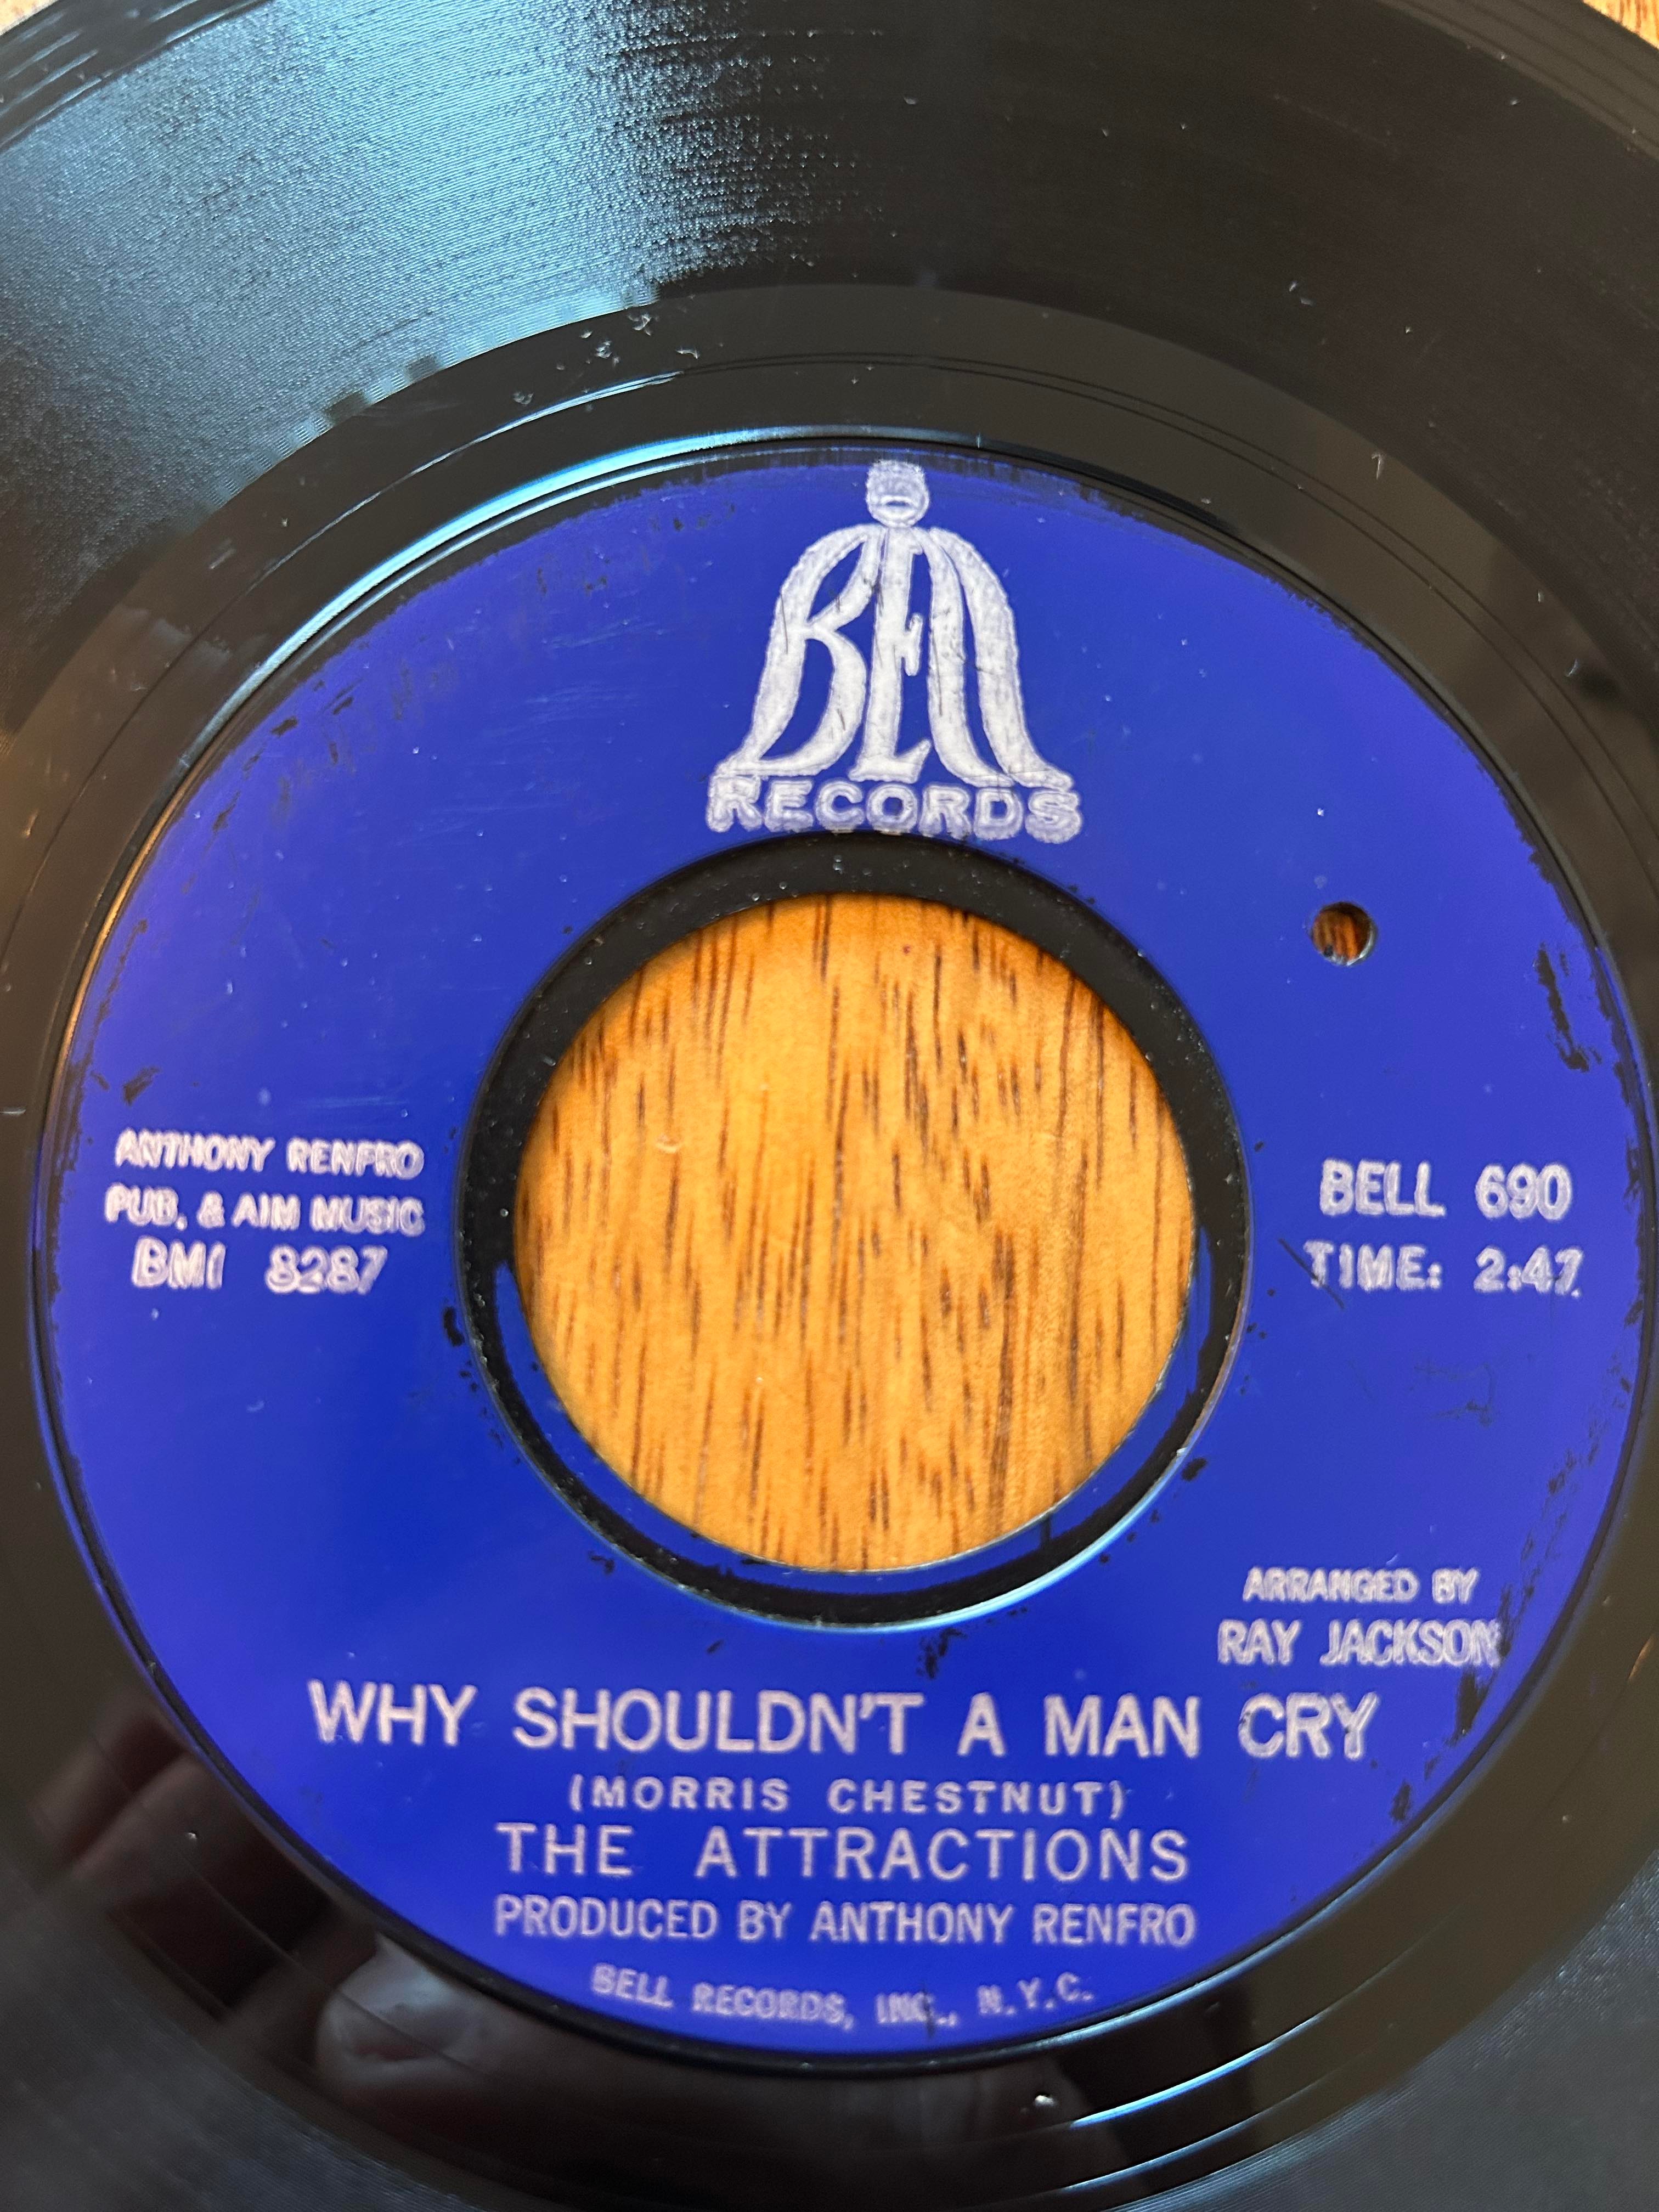 BELL
RECORDS
ANTHONY RENFRO
PUB. & AIM MUSIC
BMI 8287
BELL 690
TIME: 2:47
ARRANGED BY
RAY JACKSON
WHY SHOULDN'T A MAN CRY
(MORRIS CHESTNUT)
THE ATTRACTIONS
PRODUCED BY ANTHONY RENFRO
BELL RECORDS, INC., N.Y.C.